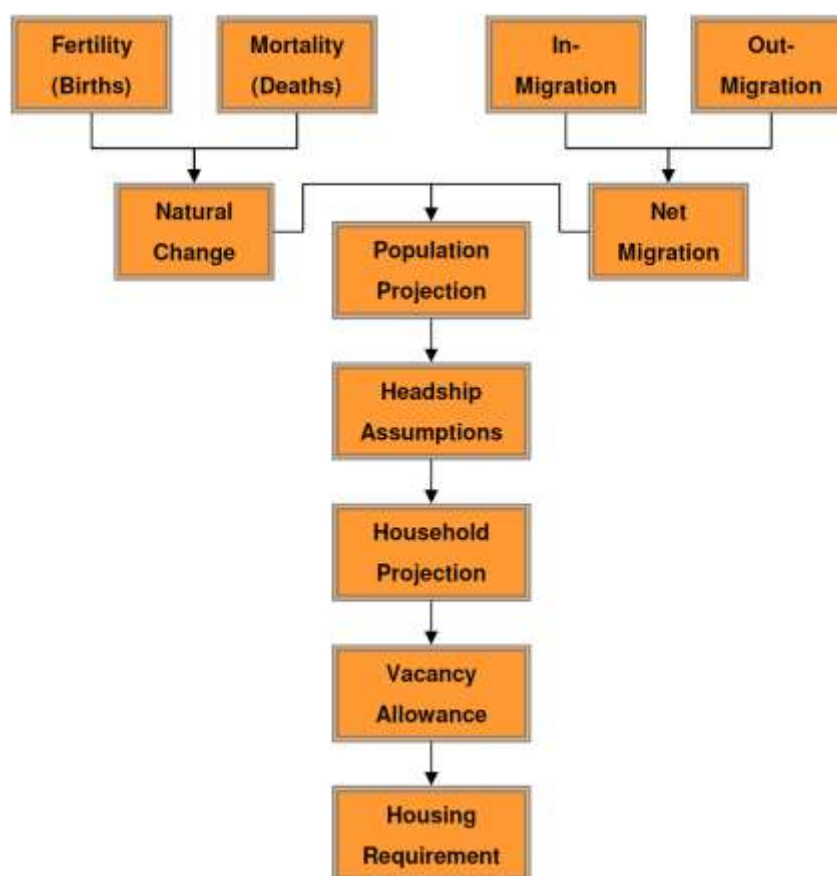 Fertility
(Births)
Mortality
(Deaths)
In-
Migration
Out-
Migration
Natural
Change
Net
Migration
Population
Projection
Headship
Assumptions
Household
Projection
Vacancy
Allowance
Housing
Requirement